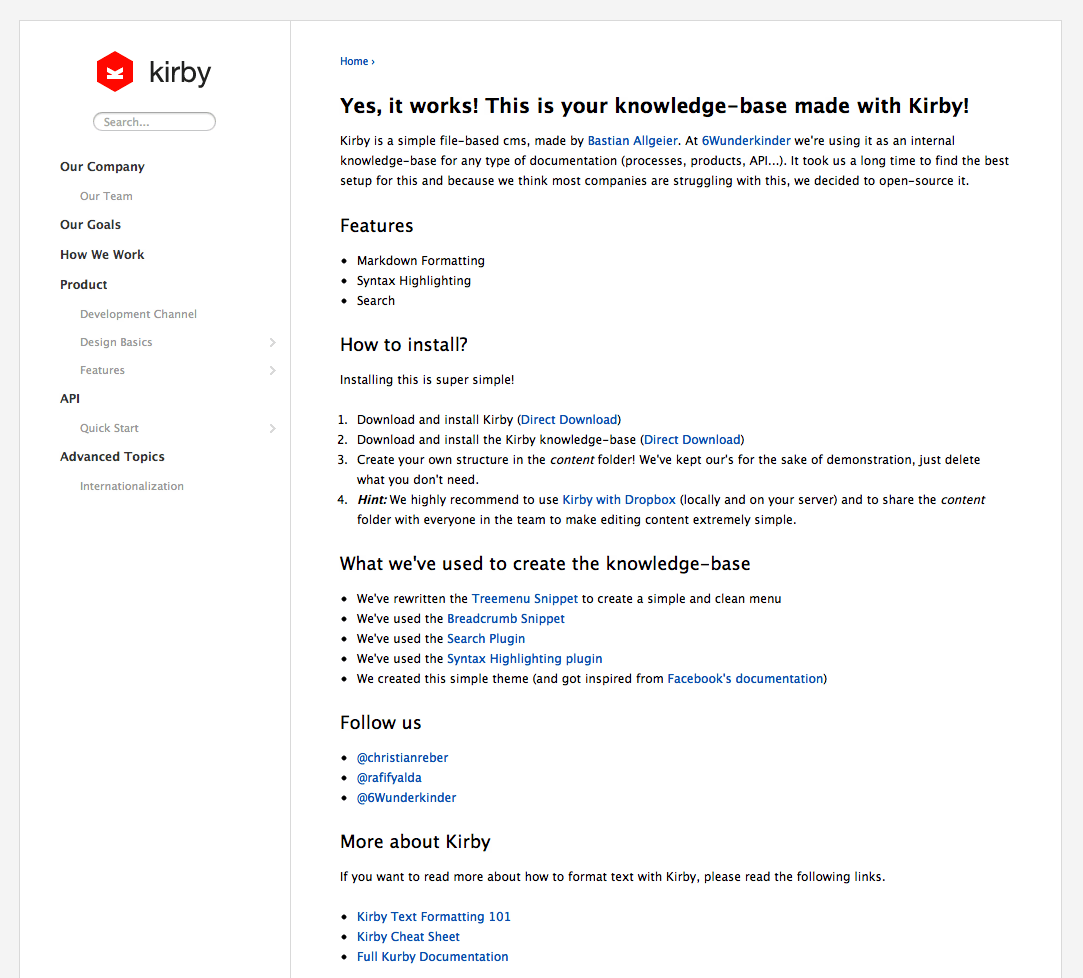 kirby
Search...
Our Company
Our Team
Our Goals
How We Work
Product
Development Channel
Design Basics
Features
API
Quick Start
Advanced Topics
Internationalization
Home ›
Yes, it works! This is your knowledge-base made with Kirby!
Kirby is a simple file-based cms, made by Bastian Allgeier. At 6Wunderkinder we're using it as an internal
knowledge-base for any type of documentation (processes, products, API...). It took us a long time to find the best
setup for this and because we think most companies are struggling with this, we decided to open-source it.
Features
• Markdown Formatting
• Syntax Highlighting
• Search
How to install?
Installing this is super simple!
1. Download and install Kirby (Direct Download)
2. Download and install the Kirby knowledge-base (Direct Download)
3. Create your own structure in the content folder! We've kept our's for the sake of demonstration, just delete
what you don't need.
4. Hint: We highly recommend to use Kirby with Dropbox (locally and on your server) and to share the content
folder with everyone in the team to make editing content extremely simple.
What we've used to create the knowledge-base
• We've rewritten the Treemenu Snippet to create a simple and clean menu
• We've used the Breadcrumb Snippet
• We've used the Search Plugin
• We've used the Syntax Highlighting plugin
• We created this simple theme (and got inspired from Facebook's documentation)
Follow us
• @christianreber
• @rafifyalda
• @6Wunderkinder
More about Kirby
If you want to read more about how to format text with Kirby, please read the following links.
• Kirby Text Formatting 101
• Kirby Cheat Sheet
• Full Kurby Documentation